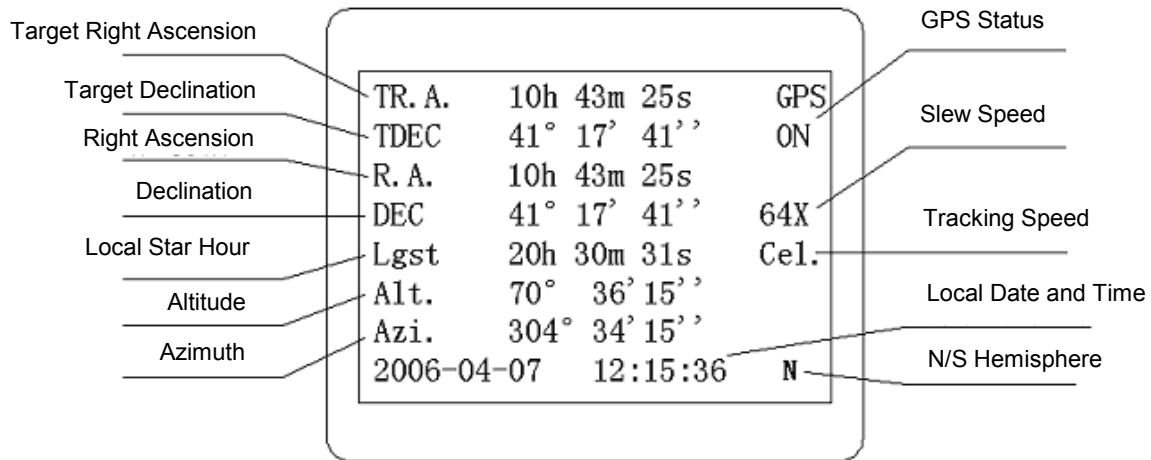 Target Right Ascension
Target Declination
Right Ascension
Declination
Local Star Hour
Altitude
Azimuth
TR.A. 10h 43m 25s GPS
TDEC 41° 17’ 41’’ ON
R.A. 10h 43m 25s
DEC 41° 17’ 41’’ 64X
Lgst 20h 30m 31s Cel.
Alt. 70° 36’ 15’’
Azi. 304° 34’ 15’’
2006-04-07 12:15:36 N
GPS Status
Slew Speed
Tracking Speed
Local Date and Time
N/S Hemisphere